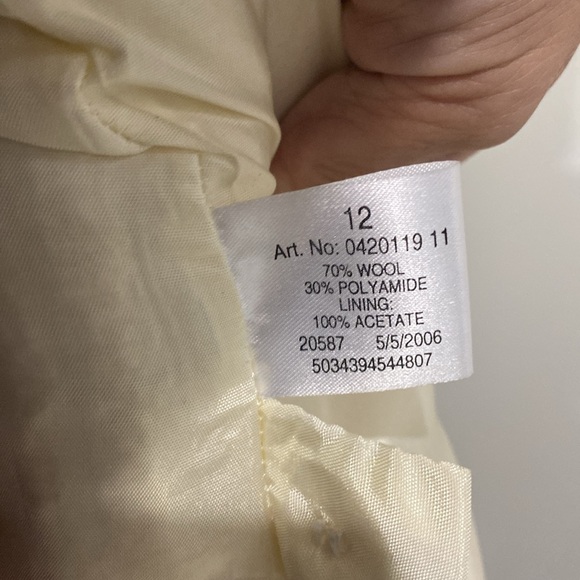 12
Art. No: 0420119 11
70% WOOL
30% POLYAMIDE
LINING:
100% ACETATE
20587 5/5/2006
5034394544807